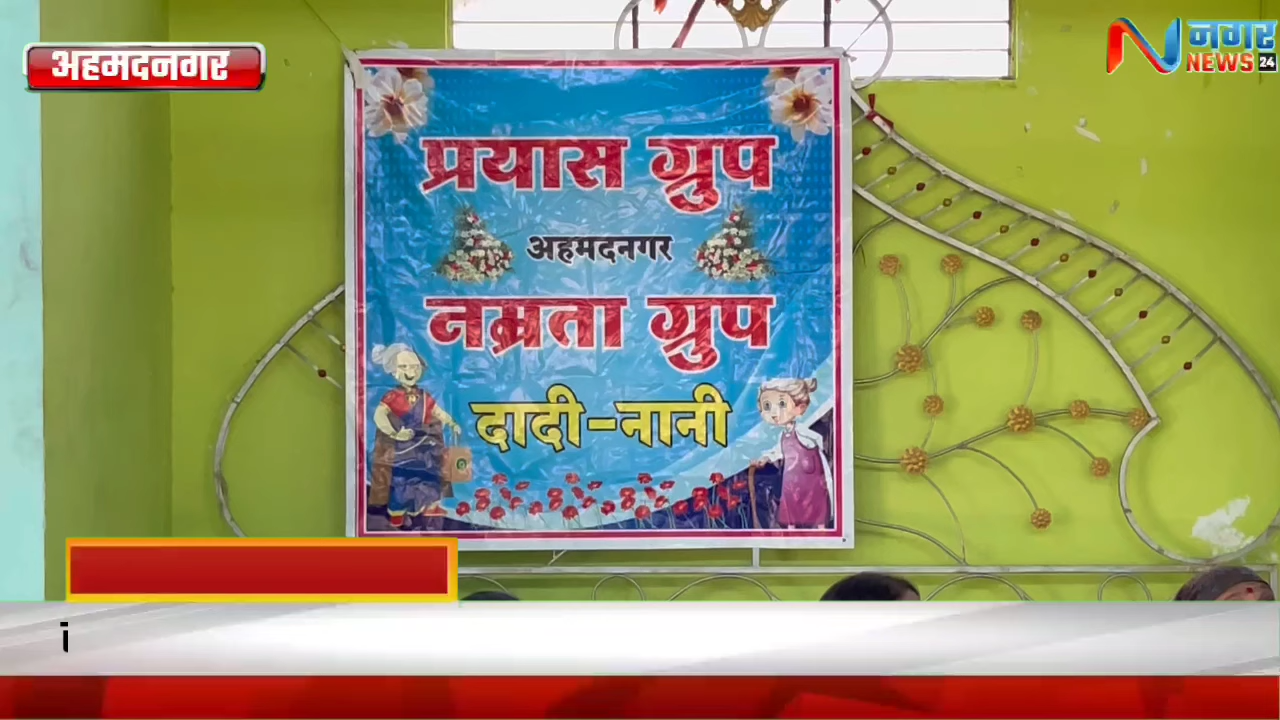 अहमदनगर
नगर
NEWS 24
प्रयास ग्रुप
अहमदनगर
नम्रता ग्रुप
दादी-नानी